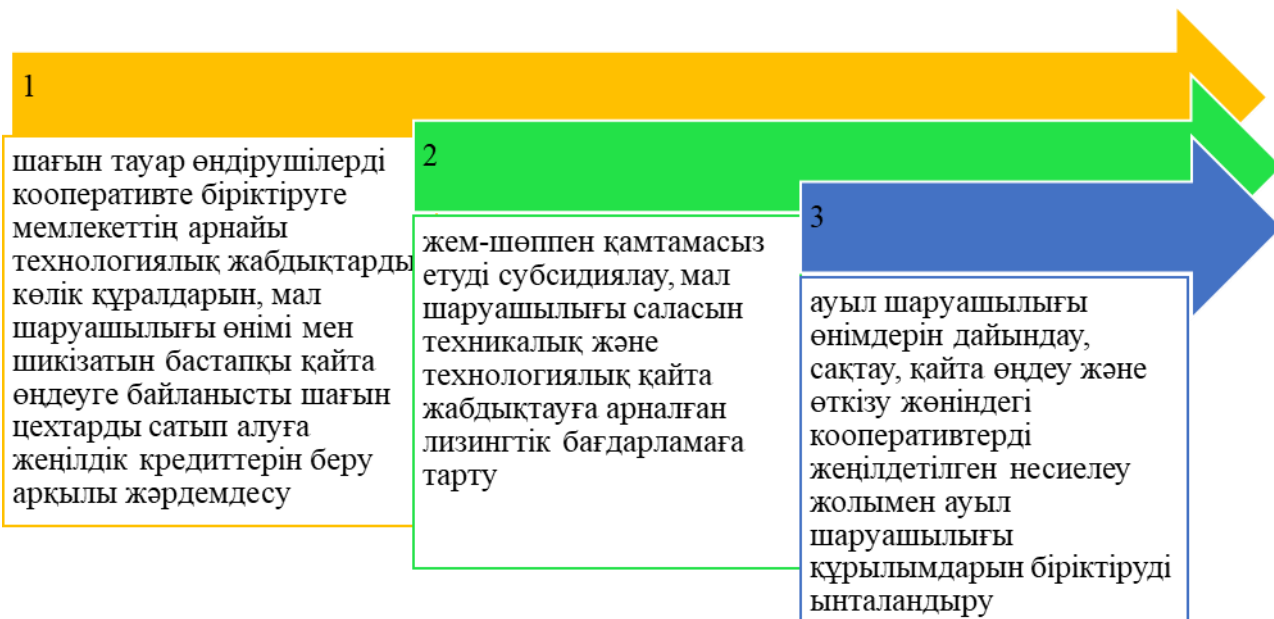 1
шағын тауар өндірушілерді
кооперативте біріктіруге
мемлекеттің арнайы
технологиялық жабдықтарды
көлік құралдарын, мал
шаруашылығы өнімі мен
шикізатын бастапқы қайта
өңдеуге байланысты шағын
цехтарды сатып алуға
жеңілдік кредиттерін беру
арқылы жәрдемдесу
2
жем-шөппен қамтамасыз
етуді субсидиялау, мал
шаруашылығы саласын
техникалық және
технологиялық қайта
жабдықтауға арналған
лизингтік бағдарламаға
тарту
3
ауыл шаруашылығы
өнімдерін дайындау,
сақтау, қайта өңдеу және
өткізу жөніндегі
кооперативтерді
жеңілдетілген несиелеу
жолымен ауыл
шаруашылығы
құрылымдарын біріктіруді
ынталандыру